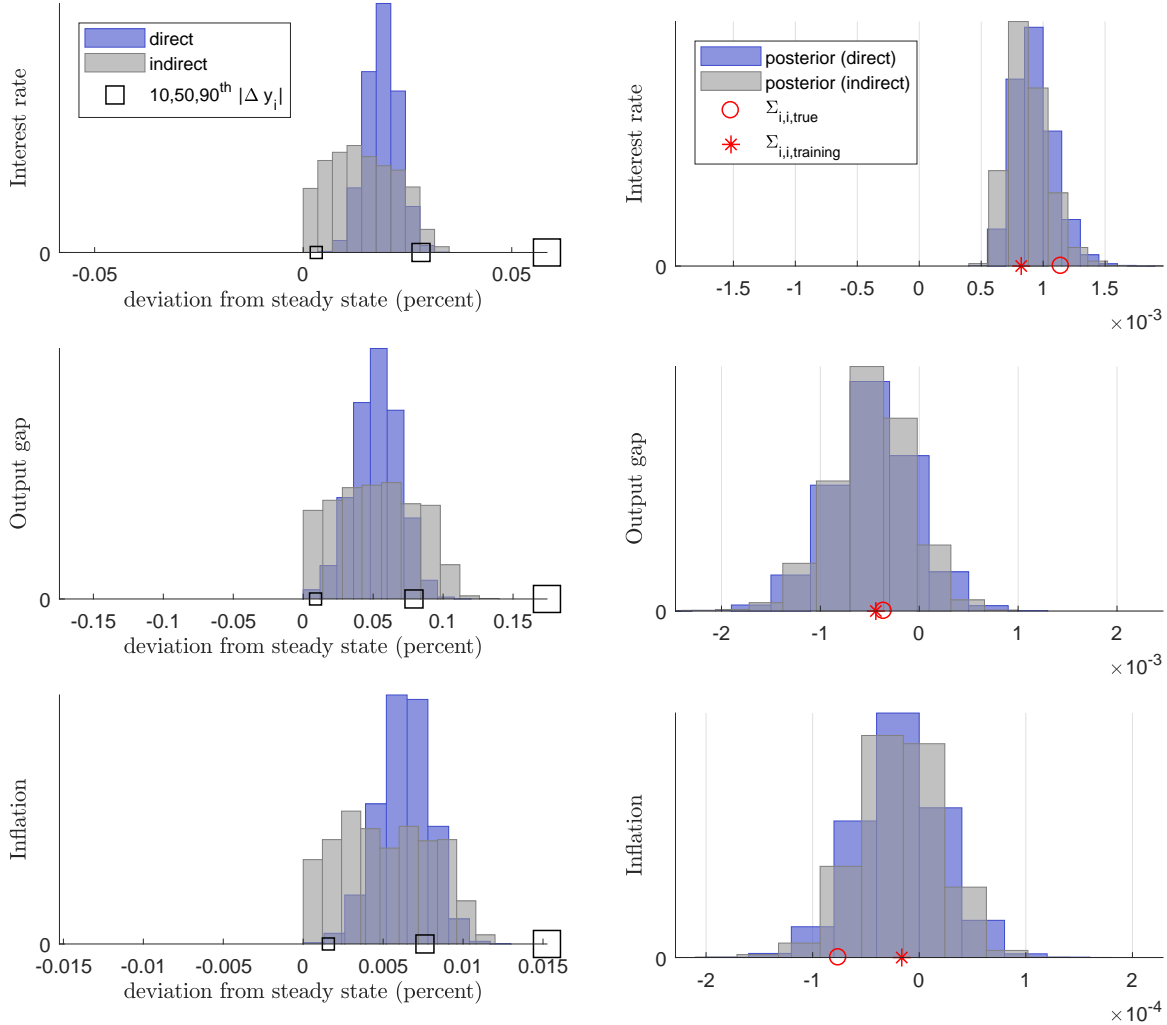 direct
indirect
10,50,90th |Δ y_i|
Interest rate
0
-0.05 0 0.05
deviation from steady state (percent)
posterior (direct)
posterior (indirect)
Σ_i,i,true
Σ_i,i,training
Interest rate
0
-1.5 -1 -0.5 0 0.5 1 1.5
×10^-3
Output gap
0
-0.15 -0.1 -0.05 0 0.05 0.1 0.15
deviation from steady state (percent)
Output gap
0
-2 -1 0 1 2
×10^-3
Inflation
0
-0.015 -0.01 -0.005 0 0.005 0.01 0.015
deviation from steady state (percent)
Inflation
0
-2 -1 0 1 2
×10^-4